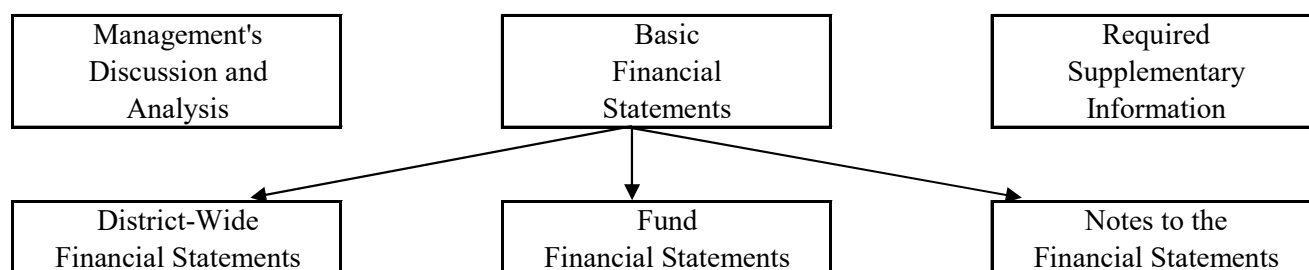 Management's
Discussion and
Analysis
Basic
Financial
Statements
Required
Supplementary
Information
District-Wide
Financial Statements
Fund
Financial Statements
Notes to the
Financial Statements